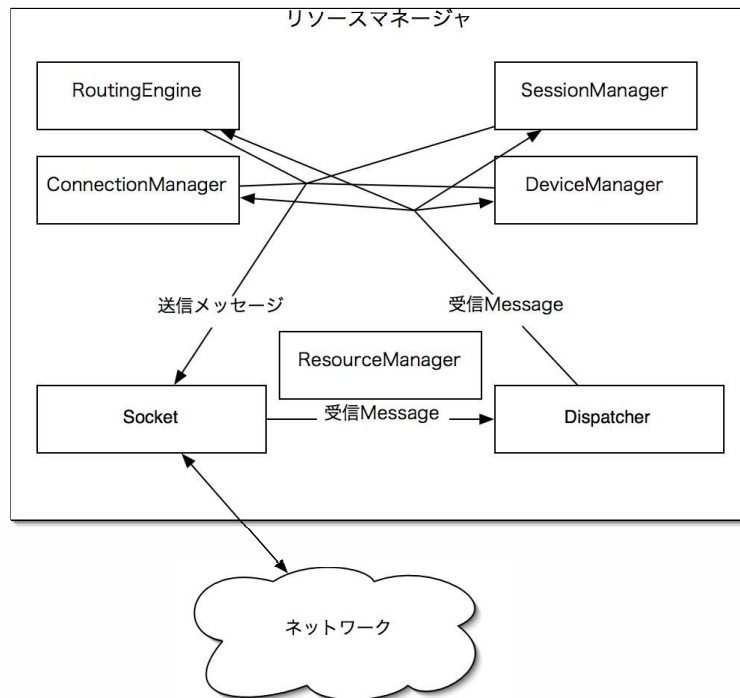 リソースマネージャ
RoutingEngine
SessionManager
ConnectionManager
DeviceManager
送信メッセージ
受信Message
ResourceManager
Socket
受信Message
Dispatcher
ネットワーク